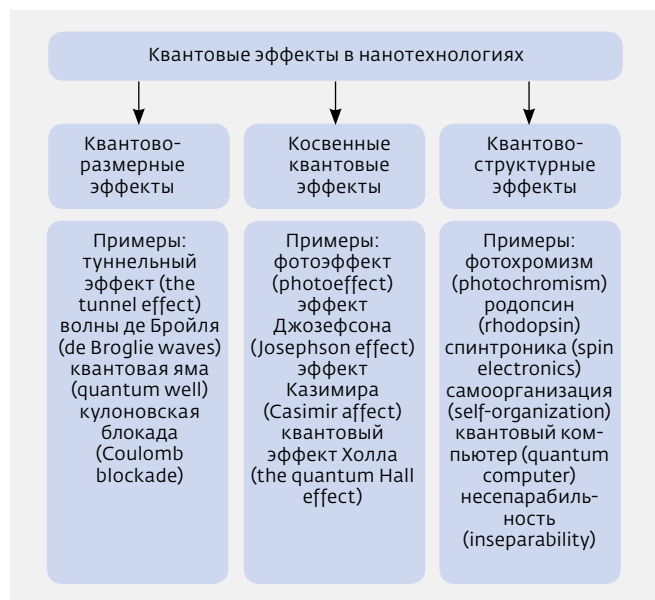 Квантовые эффекты в нанотехнологиях
Квантово-
размерные
эффекты
Косвенные
квантовые
эффекты
Квантово-
структурные
эффекты
Примеры:
туннельный
эффект (the
tunnel effect)
волны де Бройля
(de Broglie waves)
квантовая яма
(quantum well)
кулоновская
блокада
(Coulomb
blockade)
Примеры:
фотоэффект
(photoeffect)
эффект
Джозефсона
(Josephson effect)
эффект
Казимира
(Casimir affect)
квантовый
эффект Холла
(the quantum Hall
effect)
Примеры:
фотохромизм
(photochromism)
родопсин
(rhodopsin)
спинтроника (spin
electronics)
самоорганизация
(self-organization)
квантовый ком-
пьютер (quantum
computer)
несепарабиль-
ность
(inseparability)